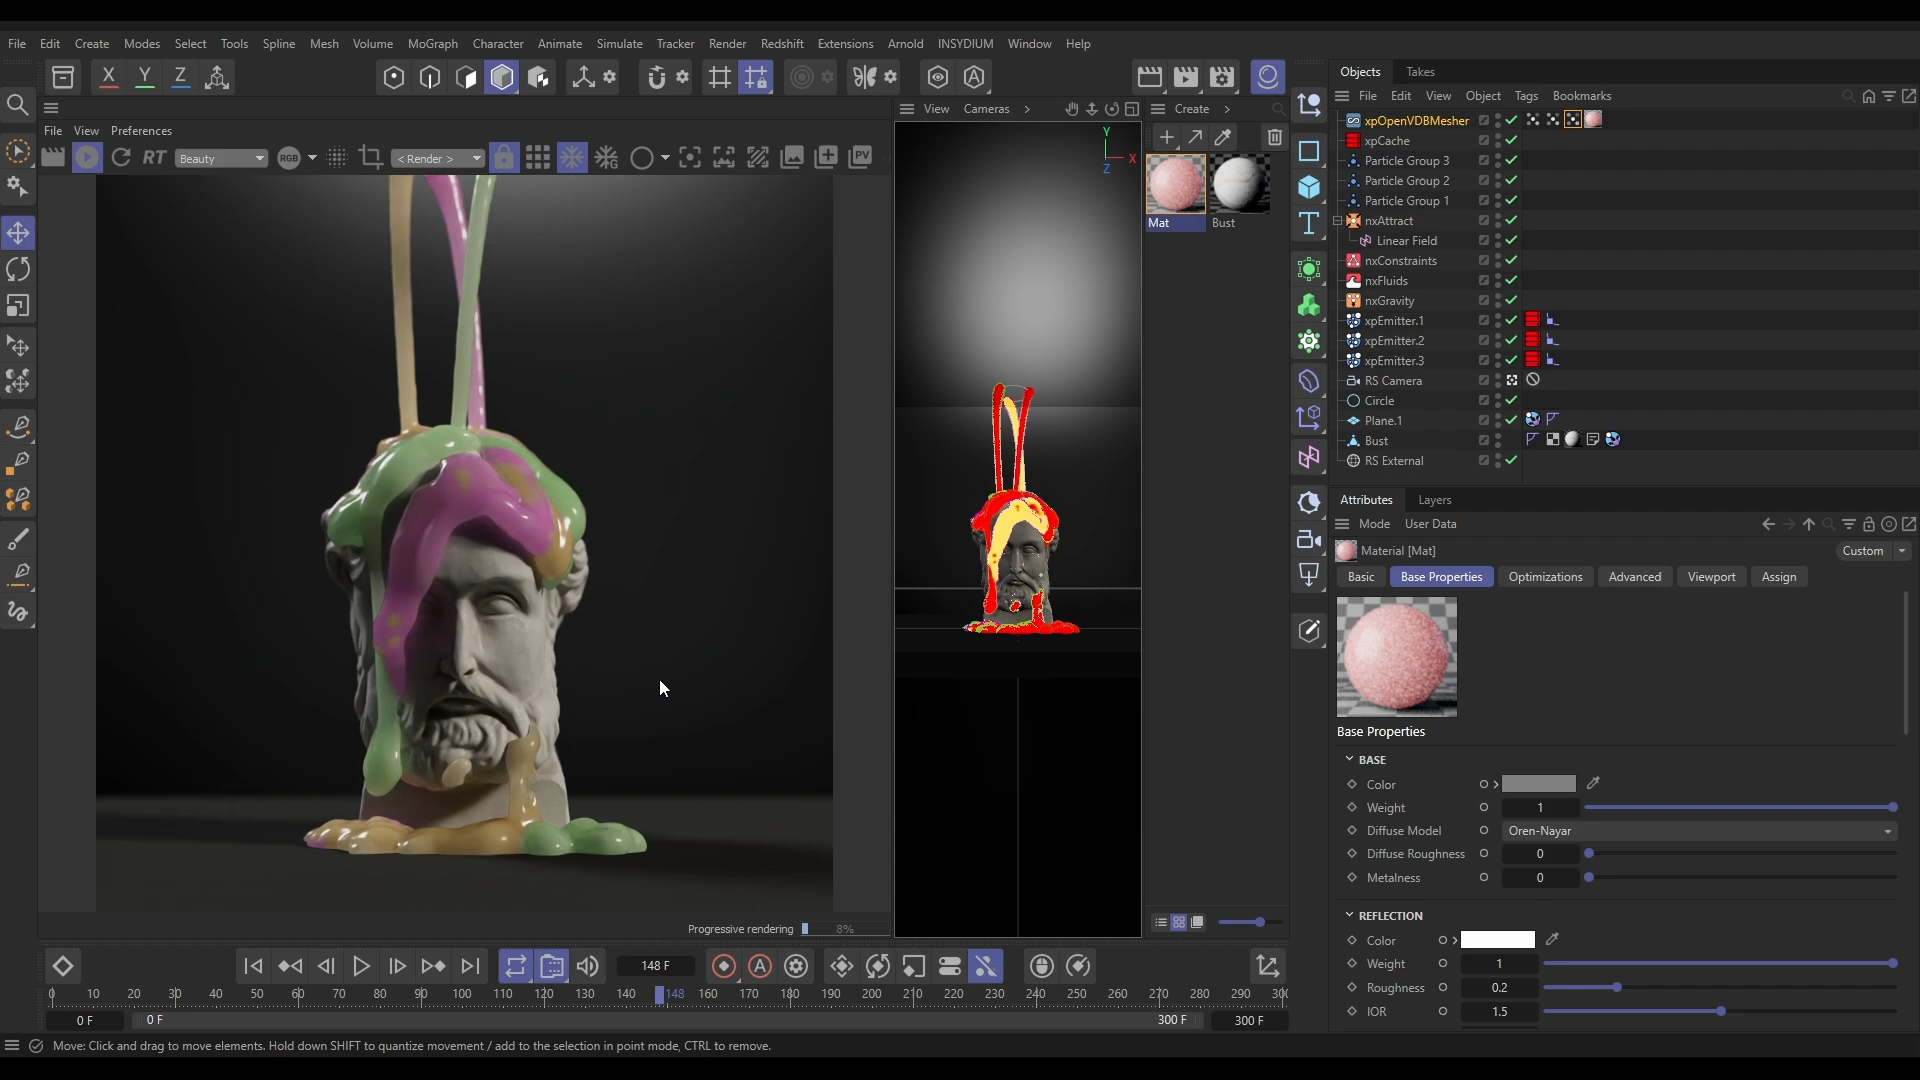 File Edit Create Modes Select Tools Spline Mesh Volume MoGraph Character Animate Simulate Tracker Render Redshift Extensions Arnold INSYDIUM Window Help
X Y Z
File View Preferences
RT Beauty RGB < Render > PV
View Cameras
Y
X
Z
Create
Mat Bust
Progressive rendering 8%
Objects Takes
File Edit View Object Tags Bookmarks
xpOpenVDBMesher
xpCache
Particle Group 3
Particle Group 2
Particle Group 1
nxAttract
Linear Field
nxConstraints
nxFluids
nxGravity
xpEmitter.1
xpEmitter.2
xpEmitter.3
RS Camera
Circle
Plane.1
Bust
RS External
Attributes Layers
Mode User Data
Material [Mat] Custom
Basic Base Properties Optimizations Advanced Viewport Assign
Base Properties
BASE
Color
Weight 1
Diffuse Model Oren-Nayar
Diffuse Roughness 0
Metalness 0
REFLECTION
Color
Weight 1
Roughness 0.2
IOR 1.5
148 F
0 10 20 30 40 50 60 70 80 90 100 110 120 130 140 148 160 170 180 190 200 210 220 230 240 250 260 270 280 290 300
0 F 0 F 300 F 300 F
Move: Click and drag to move elements. Hold down SHIFT to quantize movement / add to the selection in point mode, CTRL to remove.